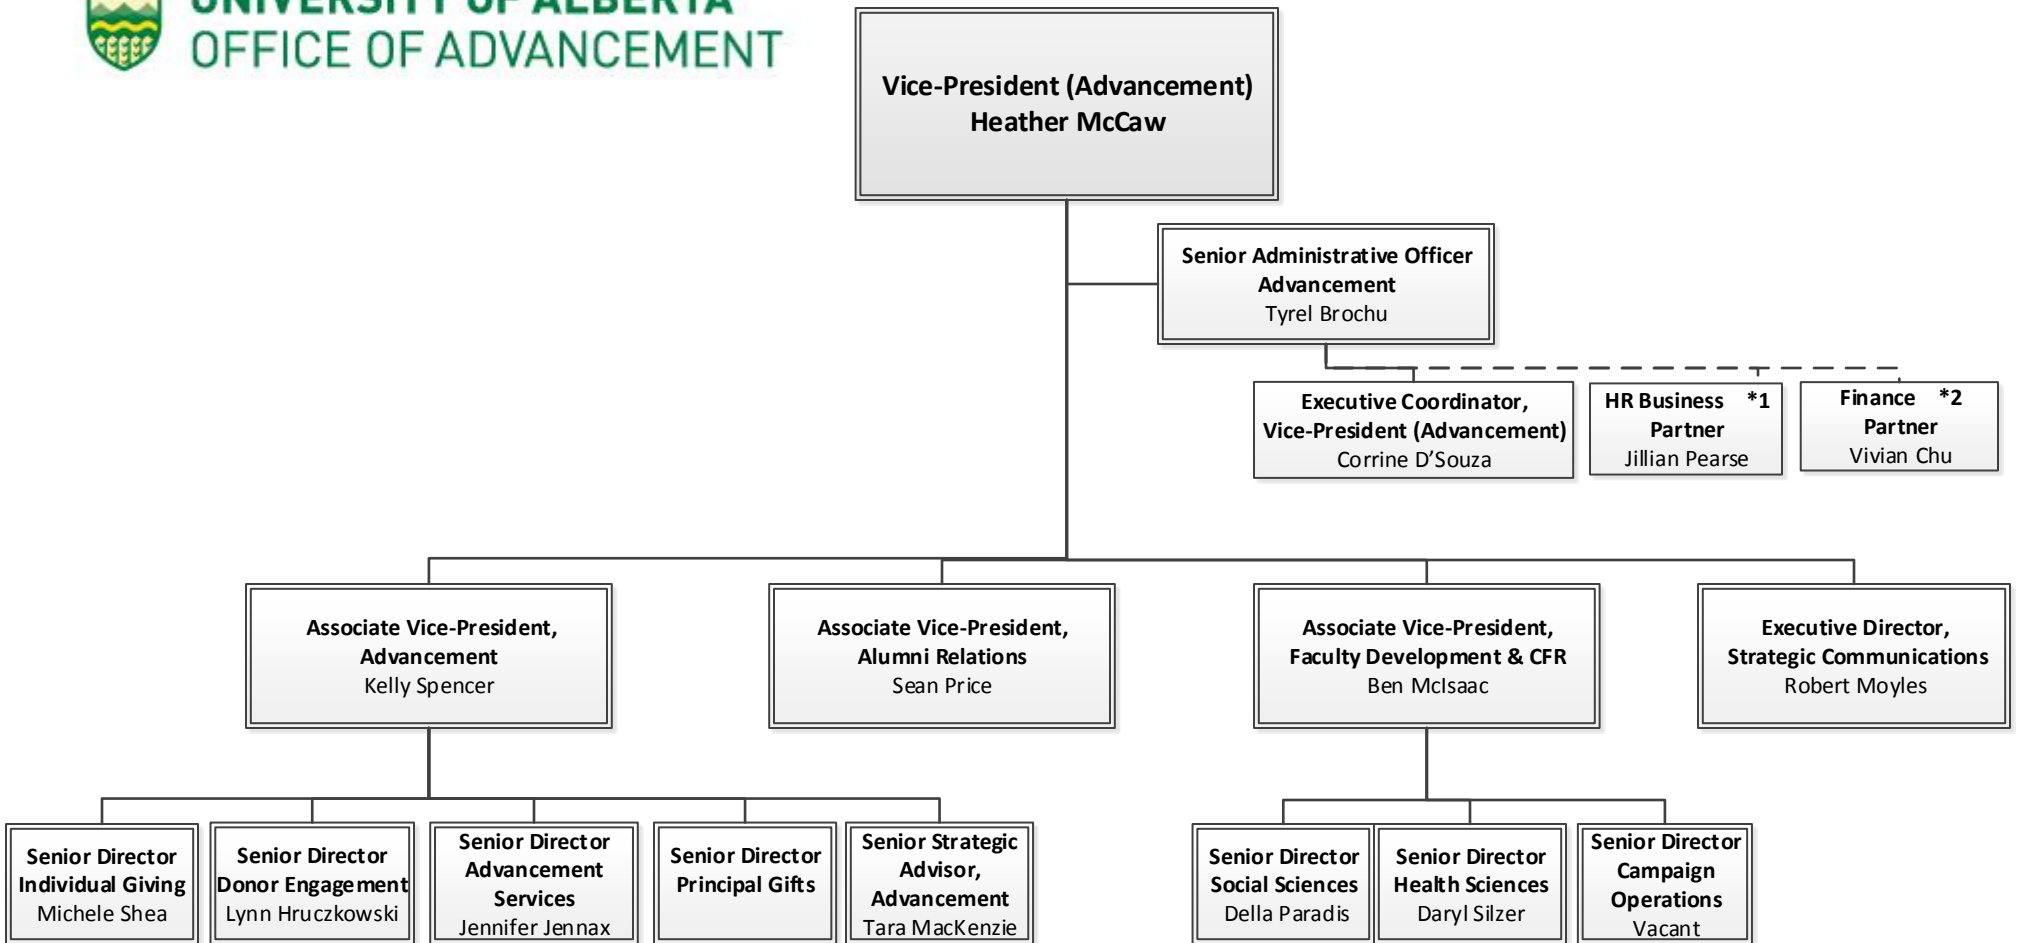 UNIVERSITY OF ALBERTA
OFFICE OF ADVANCEMENT
Vice-President (Advancement)
Heather McCaw
Senior Administrative Officer
Advancement
Tyrel Brochu
Executive Coordinator,
Vice-President (Advancement)
Corrine D’Souza
HR Business *1
Partner
Jillian Pearse
Finance *2
Partner
Vivian Chu
Associate Vice-President,
Advancement
Kelly Spencer
Associate Vice-President,
Alumni Relations
Sean Price
Associate Vice-President,
Faculty Development & CFR
Ben McIsaac
Executive Director,
Strategic Communications
Robert Moyles
Senior Director
Individual Giving
Michele Shea
Senior Director
Donor Engagement
Lynn Hruczkowski
Senior Director
Advancement
Services
Jennifer Jennax
Senior Director
Principal Gifts
Senior Strategic
Advisor,
Advancement
Tara MacKenzie
Senior Director
Social Sciences
Della Paradis
Senior Director
Health Sciences
Daryl Silzer
Senior Director
Campaign
Operations
Vacant